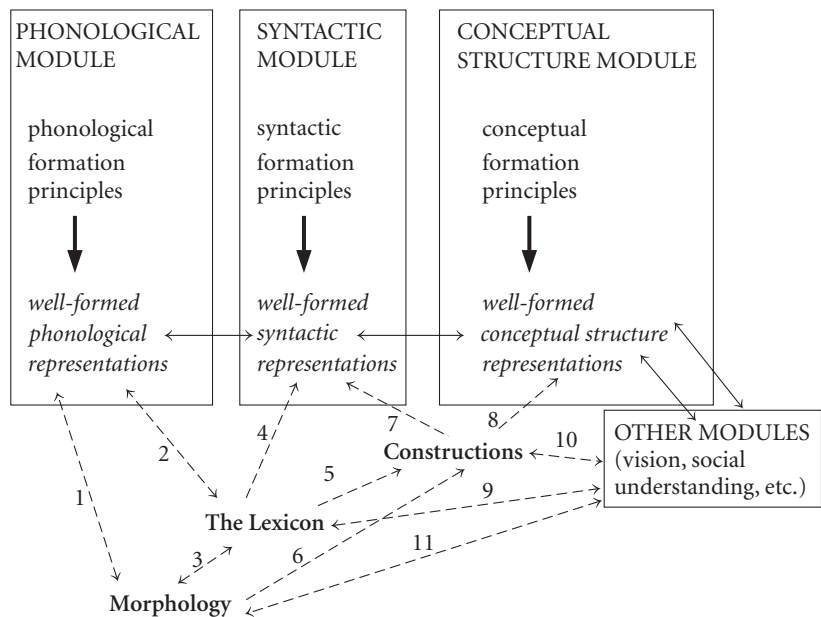 PHONOLOGICAL
MODULE
phonological
formation
principles
well-formed
phonological
representations
SYNTACTIC
MODULE
syntactic
formation
principles
well-formed
syntactic
representations
CONCEPTUAL
STRUCTURE MODULE
conceptual
formation
principles
well-formed
conceptual structure
representations
1
2
3
4
5
6
7
8
9
10
11
Constructions
The Lexicon
Morphology
OTHER MODULES
(vision, social
understanding, etc.)